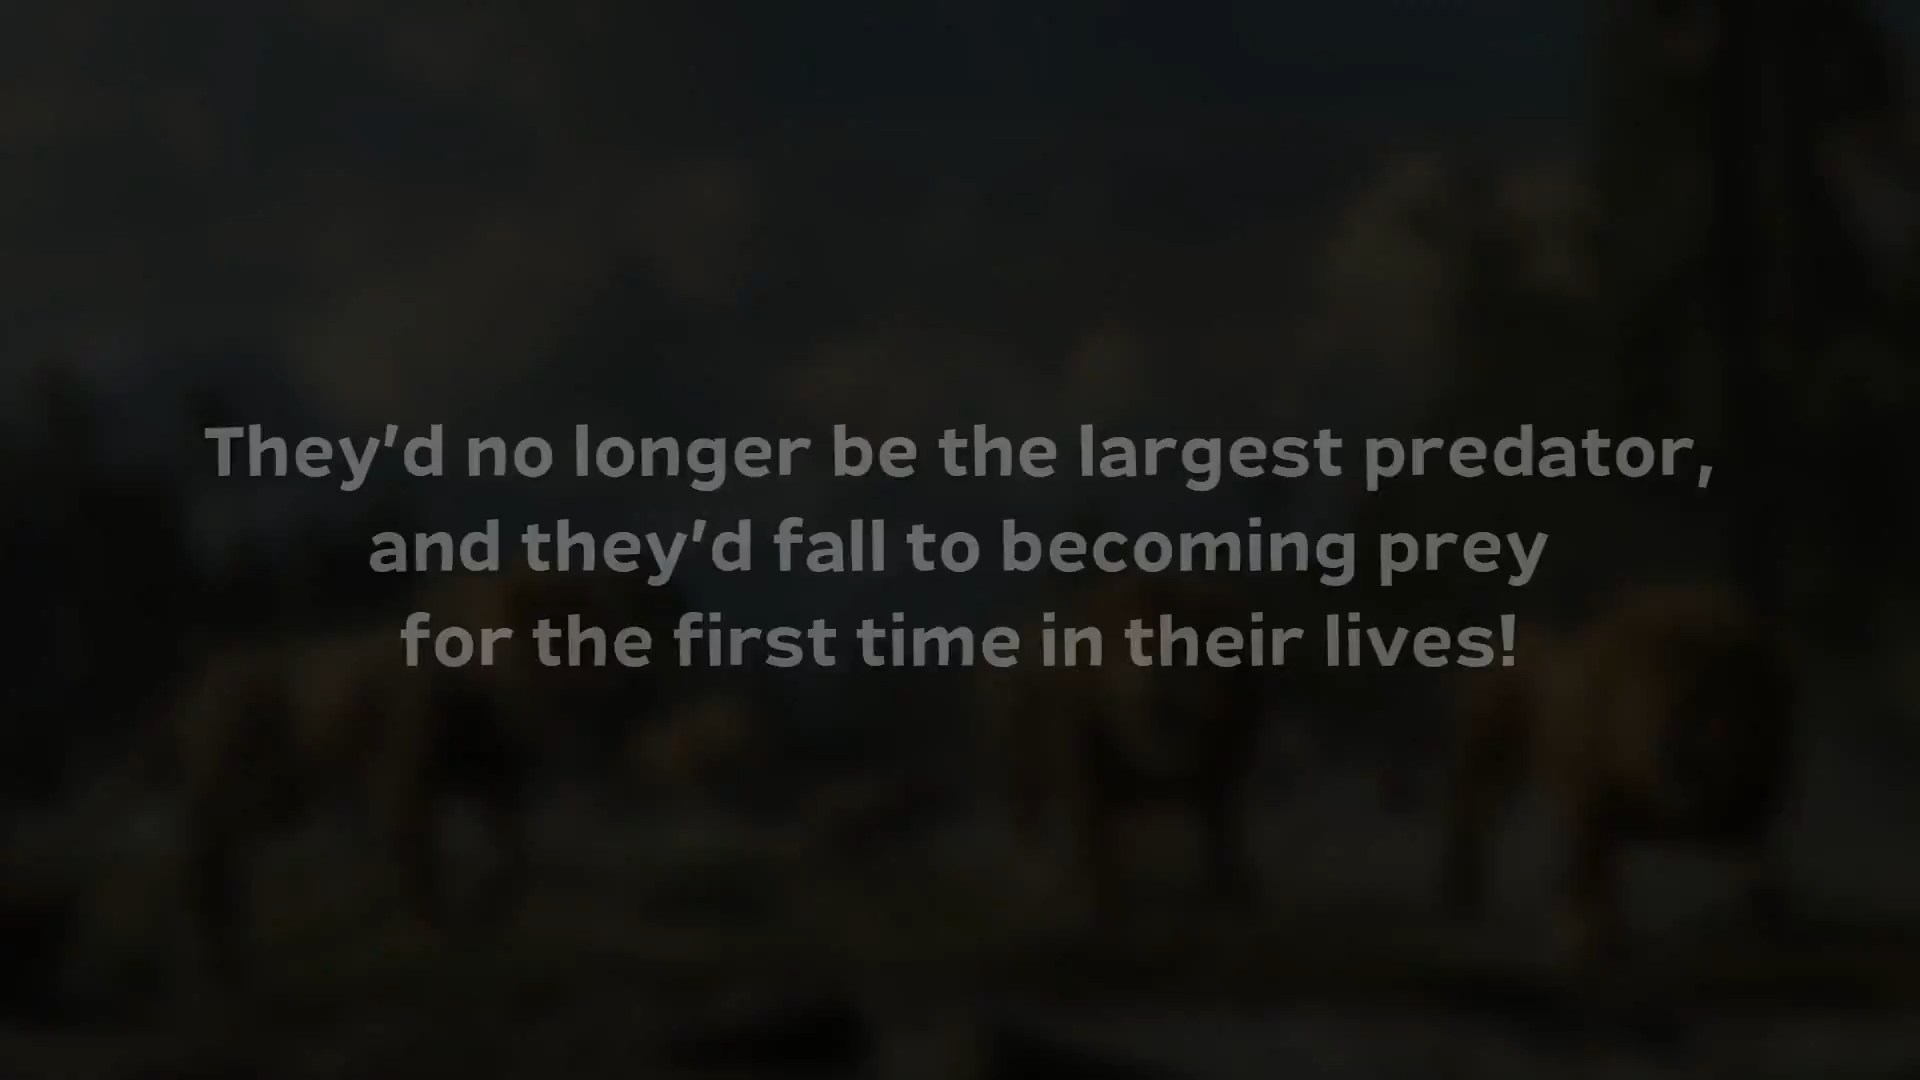 They'd no longer be the largest predator,
and they'd fall to becoming prey
for the first time in their lives!